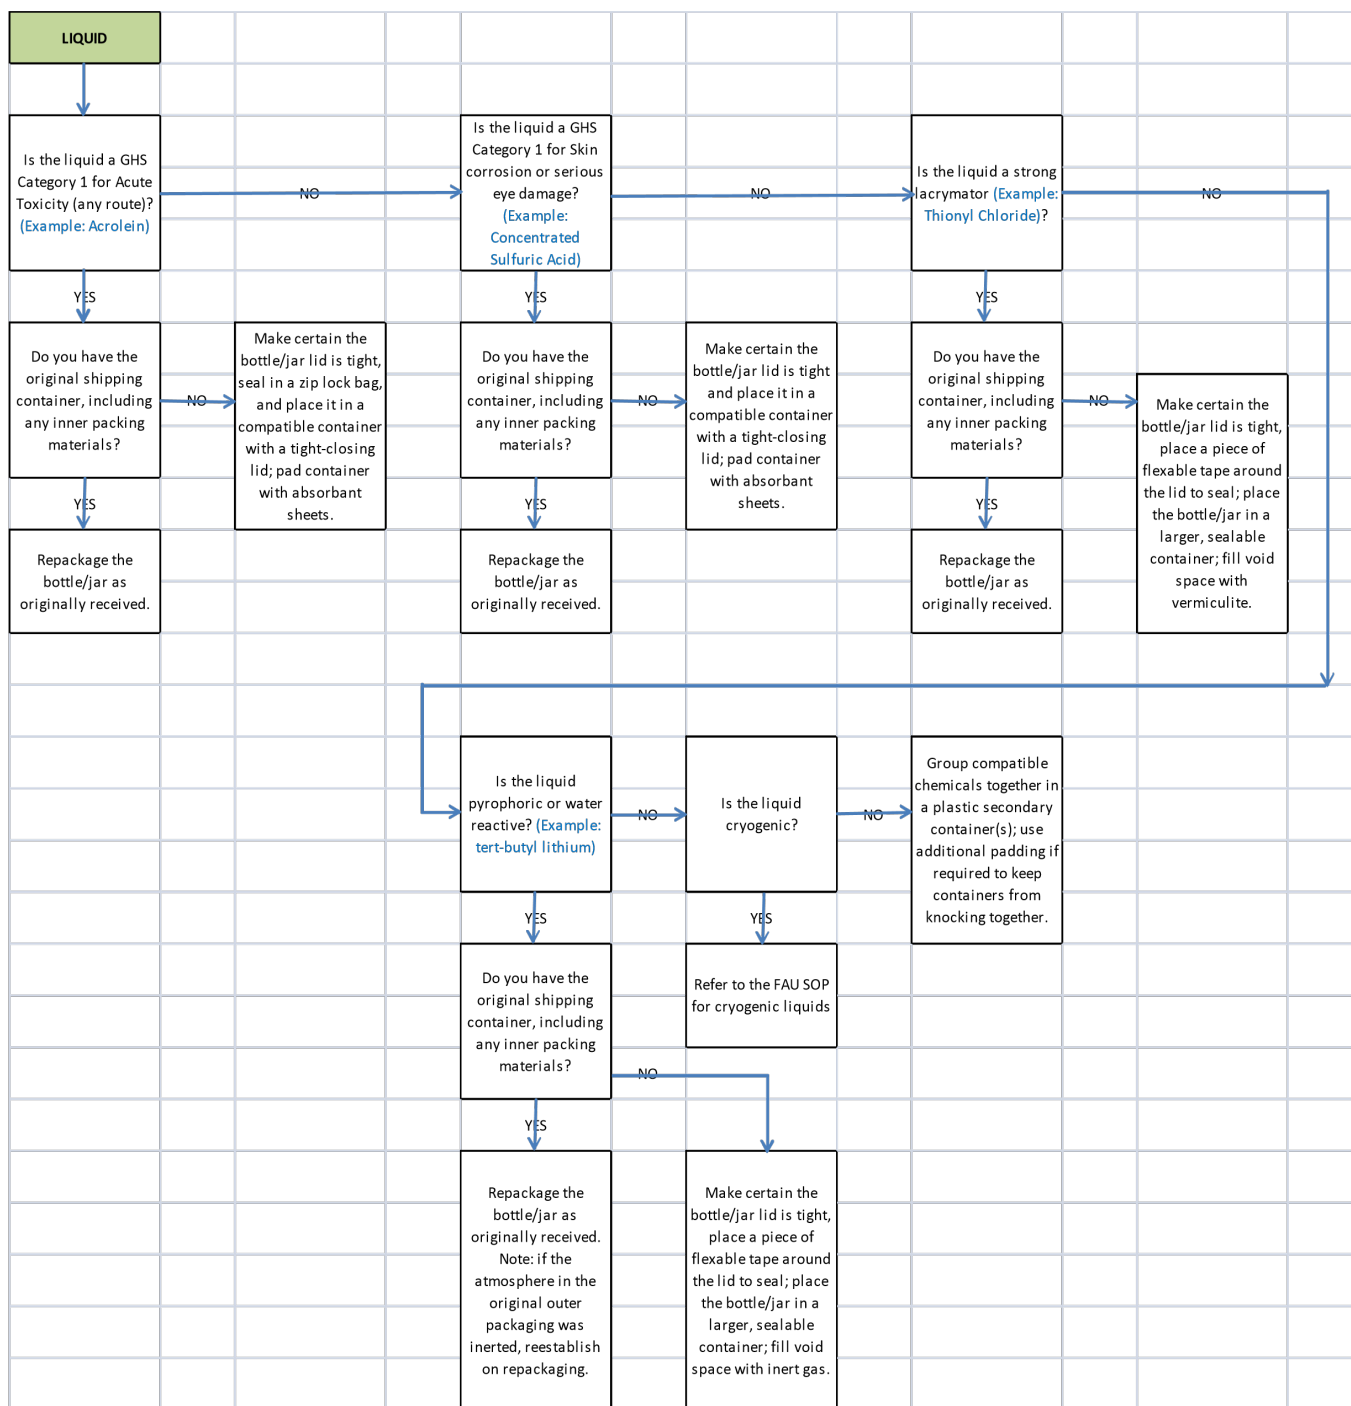 LIQUID
Is the liquid a GHS
Category 1 for Acute
Toxicity (any route)?
(Example: Acrolein)
NO
Is the liquid a GHS
Category 1 for Skin
corrosion or serious
eye damage?
(Example:
Concentrated
Sulfuric Acid)
NO
Is the liquid a strong
lacrymator (Example:
Thionyl Chloride)?
NO
YES
YES
YES
Do you have the
original shipping
container, including
any inner packing
materials?
NO
Make certain the
bottle/jar lid is tight,
seal in a zip lock bag,
and place it in a
compatible container
with a tight-closing
lid; pad container
with absorbant
sheets.
Do you have the
original shipping
container, including
any inner packing
materials?
NO
Make certain the
bottle/jar lid is tight
and place it in a
compatible container
with a tight-closing
lid; pad container
with absorbant
sheets.
Do you have the
original shipping
container, including
any inner packing
materials?
NO
Make certain the
bottle/jar lid is tight,
place a piece of
flexable tape around
the lid to seal; place
the bottle/jar in a
larger, sealable
container; fill void
space with
vermiculite.
YES
YES
YES
Repackage the
bottle/jar as
originally received.
Repackage the
bottle/jar as
originally received.
Repackage the
bottle/jar as
originally received.
Is the liquid
pyrophoric or water
reactive? (Example:
tert-butyl lithium)
NO
Is the liquid
cryogenic?
NO
Group compatible
chemicals together in
a plastic secondary
container(s); use
additional padding if
required to keep
containers from
knocking together.
YES
YES
Do you have the
original shipping
container, including
any inner packing
materials?
Refer to the FAU SOP
for cryogenic liquids
NO
YES
Repackage the
bottle/jar as
originally received.
Note: if the
atmosphere in the
original outer
packaging was
inerted, reestablish
on repackaging.
Make certain the
bottle/jar lid is tight,
place a piece of
flexable tape around
the lid to seal; place
the bottle/jar in a
larger, sealable
container; fill void
space with inert gas.